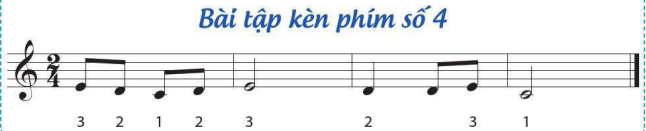 Bài tập kèn phím số 4
2
4
3 2 1 2 3 2 3 1